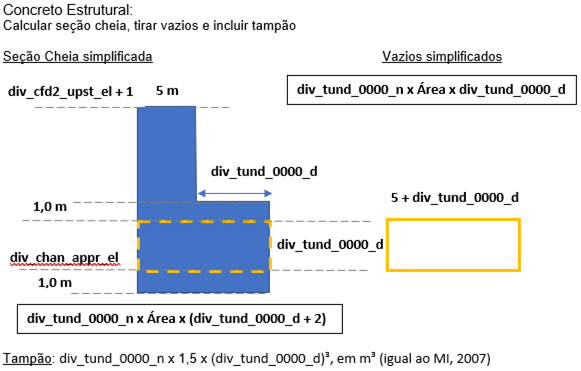 Concreto Estrutural:
Calcular seção cheia, tirar vazios e incluir tampão
Seção Cheia simplificada
Vazios simplificados
div_cfd2_upst_el + 1
5 m
div_tund_0000_n x Área x div_tund_0000_d
div_tund_0000_d
1,0 m
5 + div_tund_0000_d
div_tund_0000_d
div_chan_appr_el
1,0 m
div_tund_0000_n x Área x (div_tund_0000_d + 2)
Tampão: div_tund_0000_n x 1,5 x (div_tund_0000_d)³, em m³ (igual ao MI, 2007)